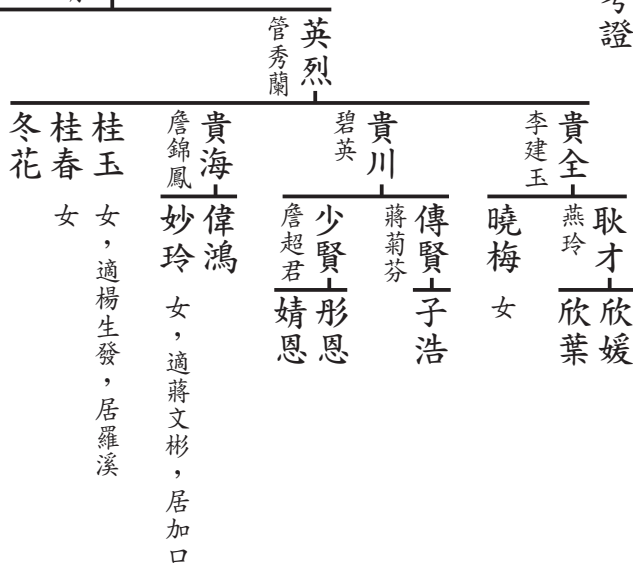 考證
英烈
管秀蘭
貴全
李建玉
貴川
碧英
貴海
詹錦鳳
桂玉 女，適楊生發，居羅溪
桂春 女
冬花
耿才
燕玲
曉梅 女
傳賢
蔣菊芬
少賢
詹超君
偉鴻
妙玲 女，適蔣文彬，居加口
欣媛
欣葉
子浩
彤恩
婧恩